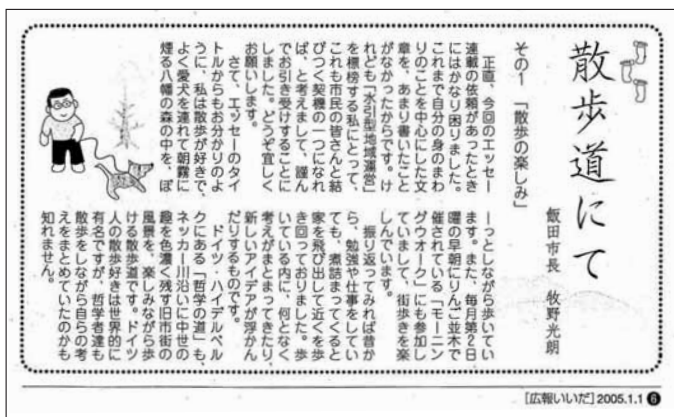 散歩道にて
飯田市長 牧野光朗
その1 「散歩の楽しみ」
正直、今回のエッセー
連載の依頼があったとき
にはかなり困りました。
これまで自分の身のまわ
りのことを中心にした文
章を、あまり書いたこと
がなかったからです。け
れども「水引型地域運営」
を標榜する私にとって、
これも市民の皆さんと結
びつく契機の一つになれ
ば、と考えまして、謹ん
でお引き受けすることに
しました。どうぞ宜しく
お願いします。
さて、エッセーのタイ
トルからもお分かりのよ
うに、私は散歩が好きで、
よく愛犬を連れて朝霧に
煙る八幡の森の中を、ぼ
ーっとしながら歩いてい
ます。また、毎月第2日
曜の早朝にりんご並木で
催されている「モーニン
グウオーク」にも参加し
ていまして、街歩きを楽
しんでいます。
振り返ってみれば昔か
ら、勉強や仕事をしてい
ても、煮詰まってくると
家を飛び出して近くを歩
き回っておりました。歩
いている内に、何となく
考えがまとまってきたり、
新しいアイデアが浮かん
だりするものです。
ドイツ・ハイデルベル
クにある「哲学の道」も、
ネッカー川沿いに中世の
趣を色濃く残す旧市街の
風景を、楽しみながら歩
ける散歩道です。ドイツ
人の散歩好きは世界的に
有名ですが、哲学者達も
散歩をしながら自らの考
えをまとめていたのかも
知れません。
[広報いいだ] 2005.1.1 6